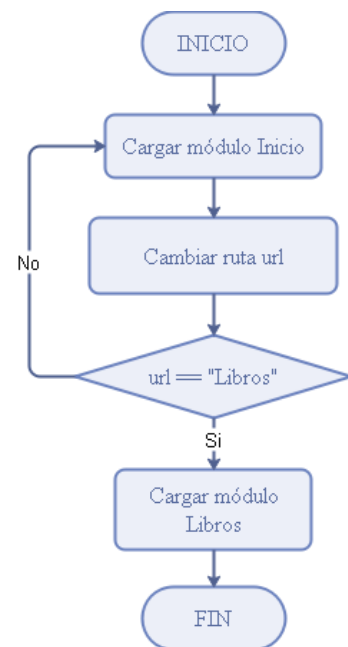 INICIO
Cargar módulo Inicio
Cambiar ruta url
No
url == "Libros"
Si
Cargar módulo
Libros
FIN